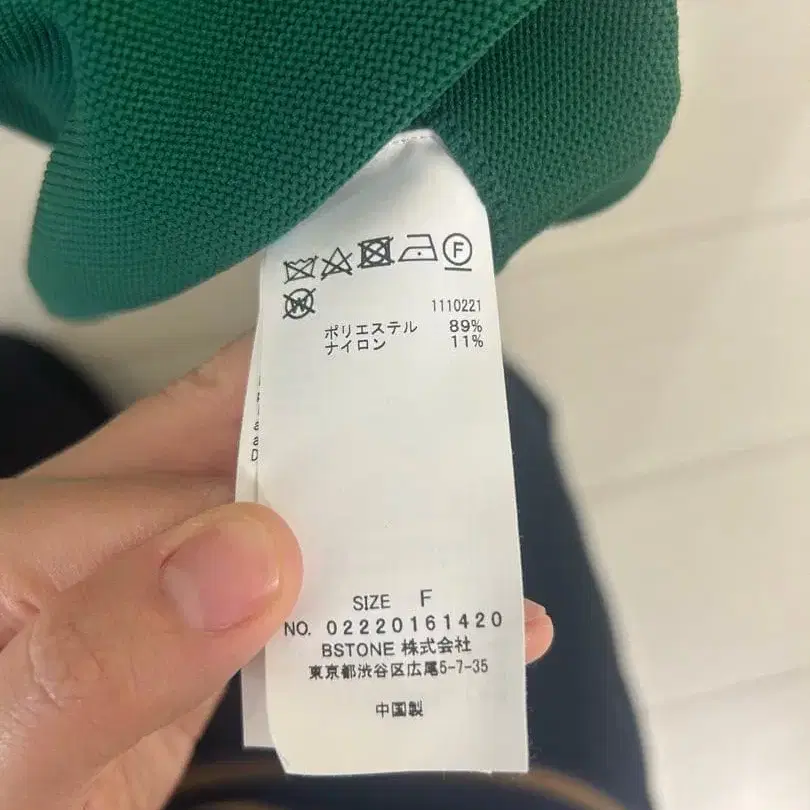 F
W
1110221
ポリエステル 89%
ナイロン 11%
SIZE F
NO. 02220161420
BSTONE 株式会社
東京都渋谷区広尾5-7-35
中国製